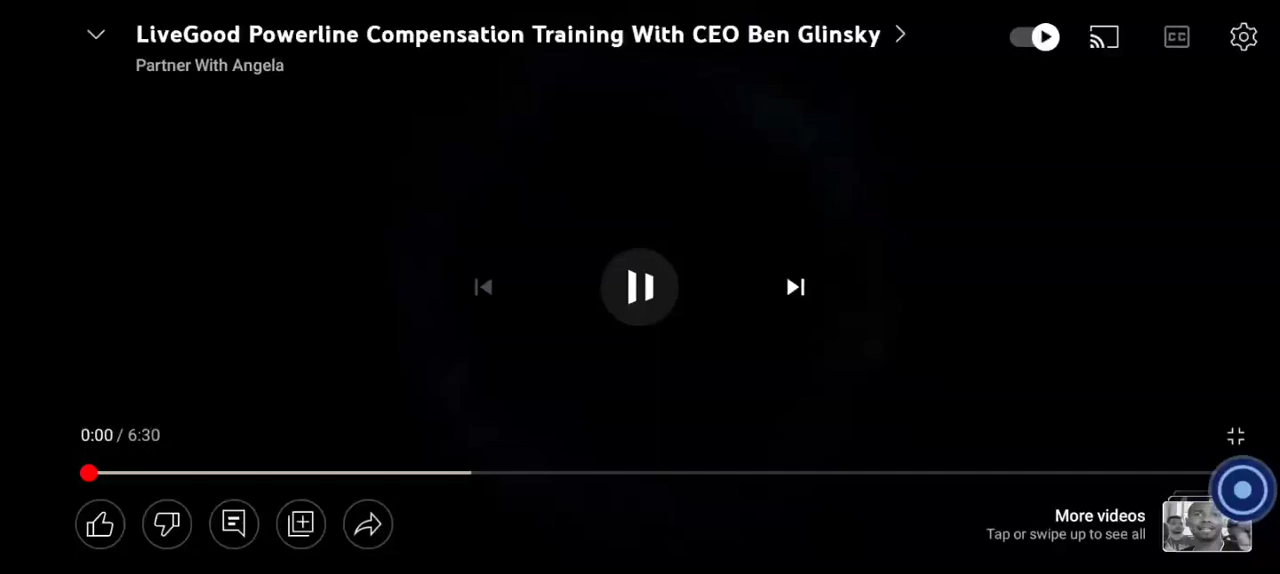 LiveGood Powerline Compensation Training With CEO Ben Glinsky
Partner With Angela
CC
0:00 / 6:30
More videos
Tap or swipe up to see all